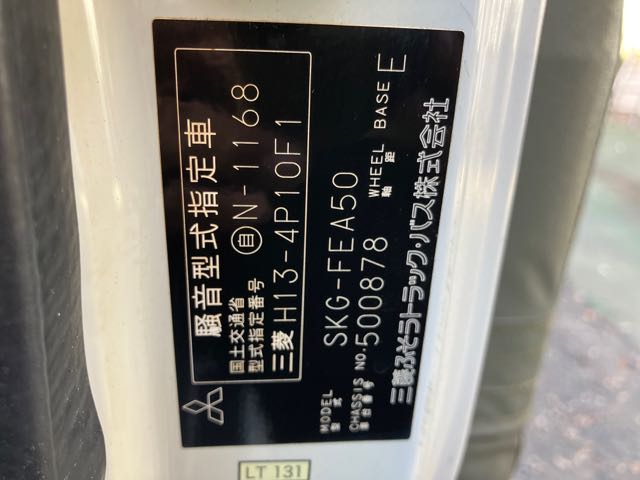 騒音型式指定車
国土交通省
型式指定番号 自 N-1168
三菱 H13-4P10F1
MODEL
型式 SKG-FEA50
CHASSIS NO.
車台番号 500878 WHEEL BASE
軸距 E
三菱ふそうトラック・バス株式会社
LT 131